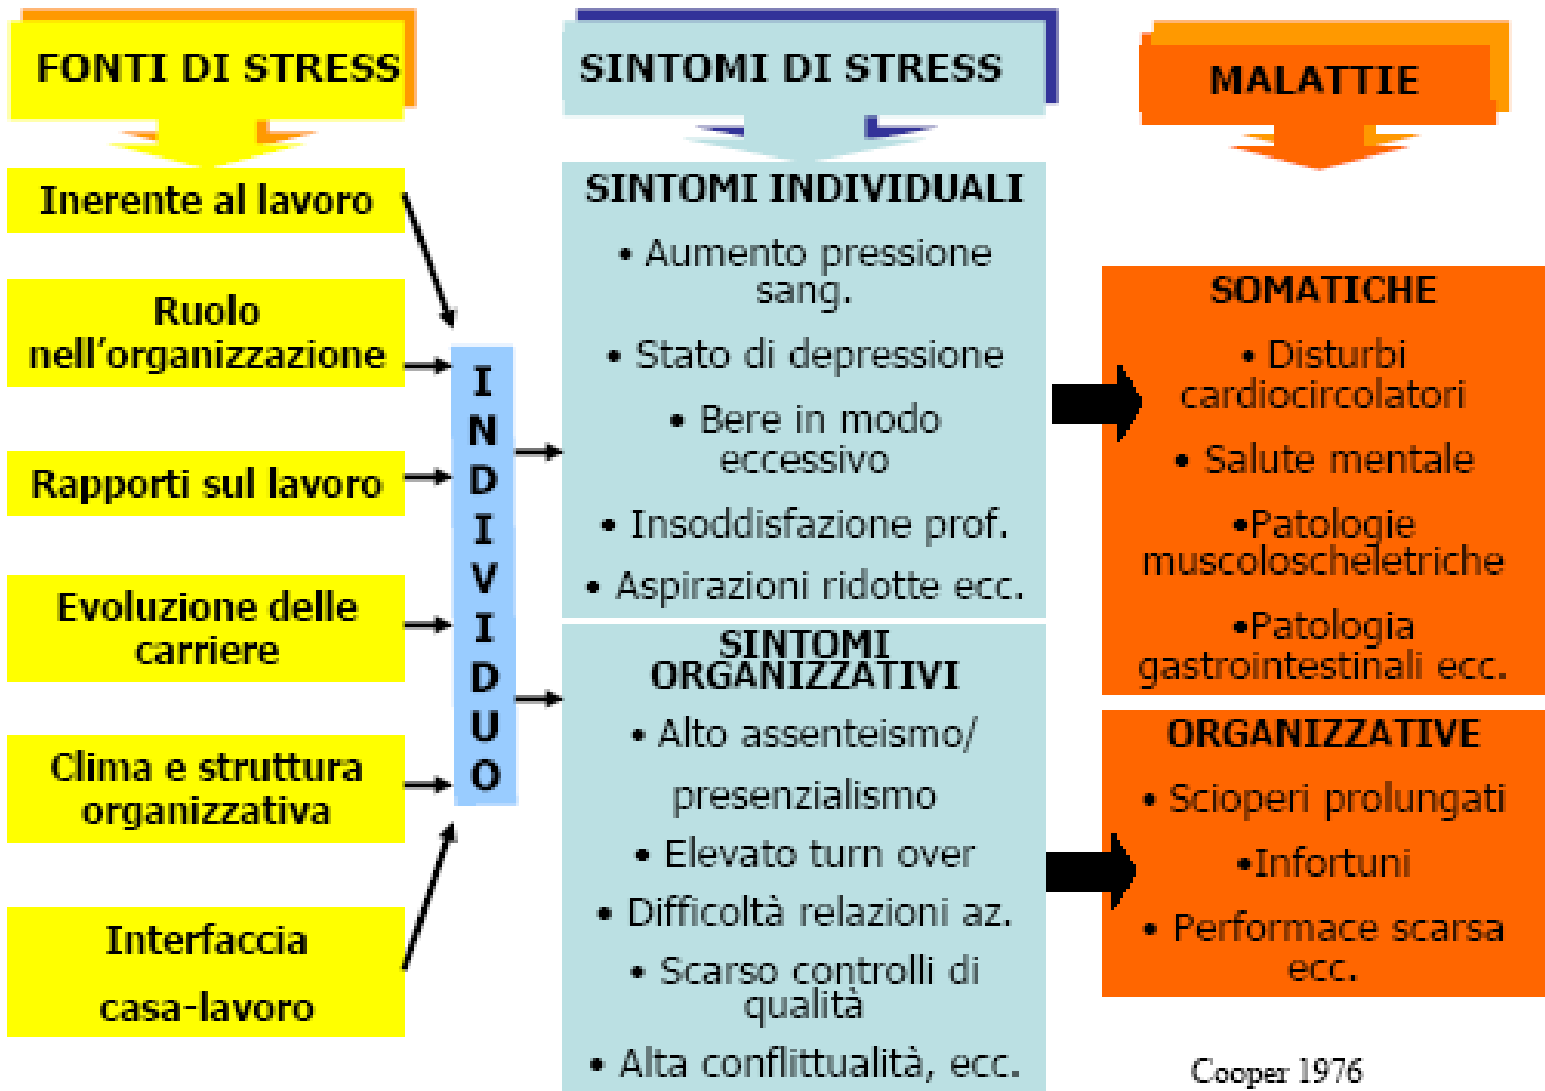 FONTI DI STRESS
Inerente al lavoro
Ruolo
nell'organizzazione
Rapporti sul lavoro
Evoluzione delle
carriere
Clima e struttura
organizzativa
Interfaccia
casa-lavoro
INDIVIDUO
SINTOMI DI STRESS
SINTOMI INDIVIDUALI
• Aumento pressione
sang.
• Stato di depressione
• Bere in modo
eccessivo
• Insoddisfazione prof.
• Aspirazioni ridotte ecc.
SINTOMI
ORGANIZZATIVI
• Alto assenteismo/
presenzialismo
• Elevato turn over
• Difficoltà relazioni az.
• Scarso controlli di
qualità
• Alta conflittualità, ecc.
MALATTIE
SOMATICHE
• Disturbi
cardiocircolatori
• Salute mentale
•Patologie
muscoloscheletriche
•Patologia
gastrointestinali ecc.
ORGANIZZATIVE
• Scioperi prolungati
•Infortuni
• Performace scarsa
ecc.
Cooper 1976